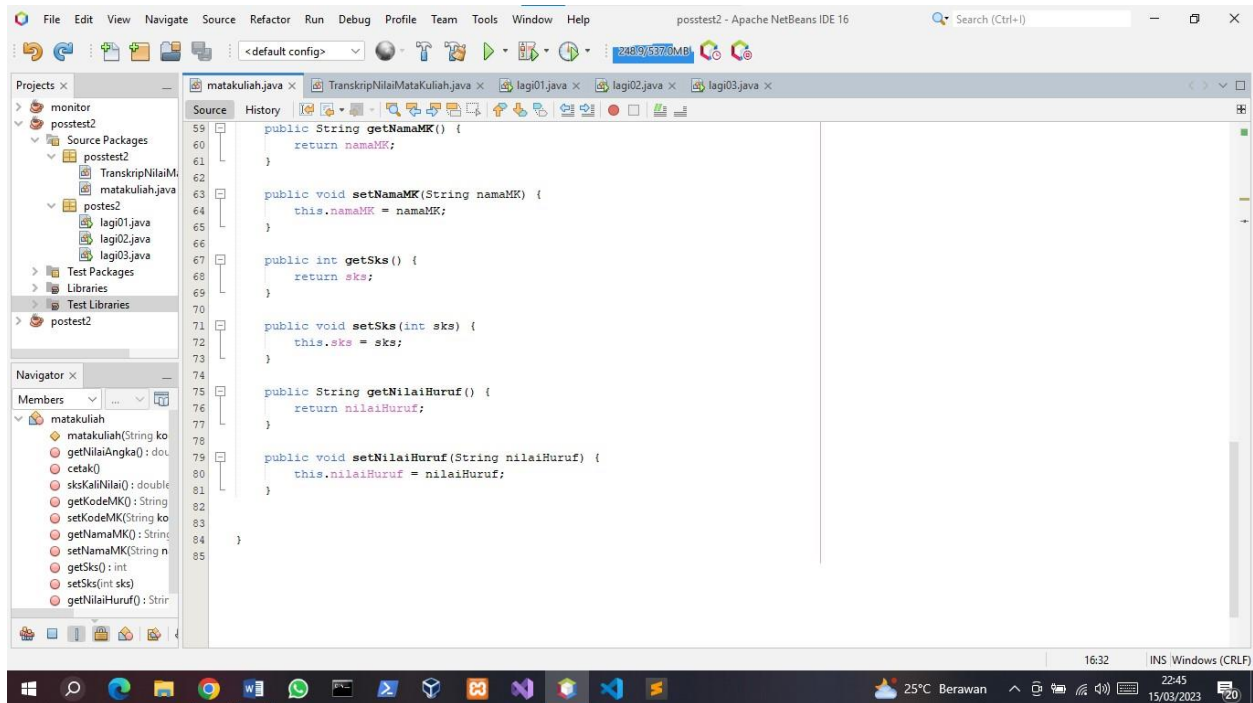 File Edit View Navigate Source Refactor Run Debug Profile Team Tools Window Help posstest2 - Apache NetBeans IDE 16 Search (Ctrl+I)
<default config> 248.9/537.0MB
Projects
matakuliah.java TranskripNilaiMataKuliah.java lagi01.java lagi02.java lagi03.java
Source History
monitor
posstest2
Source Packages
posstest2
TranskripNilaiMa
matakuliah.java
postes2
lagi01.java
lagi02.java
lagi03.java
Test Packages
Libraries
Test Libraries
postest2
Navigator
Members ...
matakuliah
matakuliah(String ko
getNilaiAngka() : dou
cetak()
sksKaliNilai() : double
getKodeMK() : String
setKodeMK(String ko
getNamaMK() : String
setNamaMK(String n
getSks() : int
setSks(int sks)
getNilaiHuruf() : Strin
59 public String getNamaMK() {
60 return namaMK;
61 }
62
63 public void setNamaMK(String namaMK) {
64 this.namaMK = namaMK;
65 }
66
67 public int getSks() {
68 return sks;
69 }
70
71 public void setSks(int sks) {
72 this.sks = sks;
73 }
74
75 public String getNilaiHuruf() {
76 return nilaiHuruf;
77 }
78
79 public void setNilaiHuruf(String nilaiHuruf) {
80 this.nilaiHuruf = nilaiHuruf;
81 }
82
83
84 }
85
16:32 INS Windows (CRLF)
25°C Berawan 22:45
15/03/2023 20